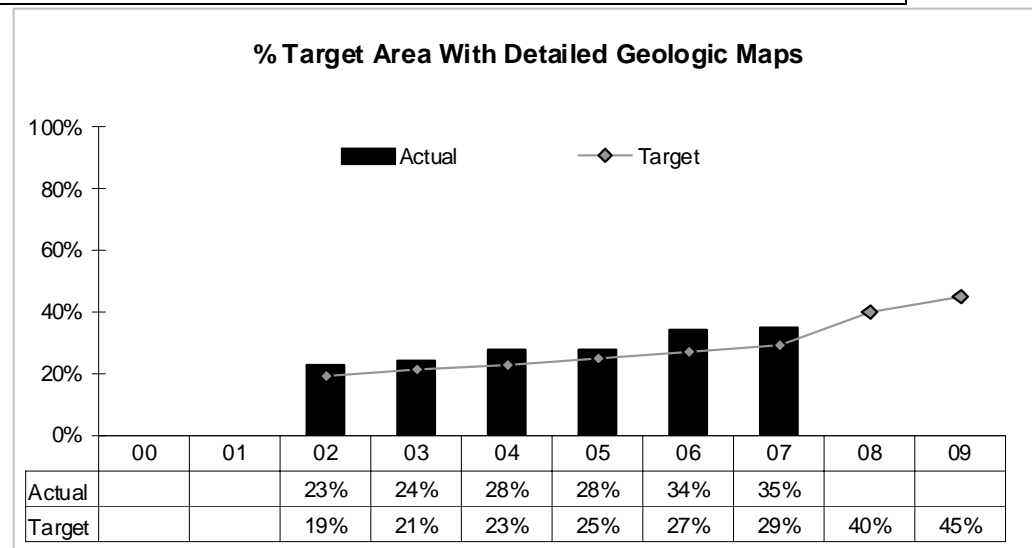 % Target Area With Detailed Geologic Maps
100%
Actual Target
80%
60%
40%
20%
0%
00 01 02 03 04 05 06 07 08 09
Actual 23% 24% 28% 28% 34% 35%
Target 19% 21% 23% 25% 27% 29% 40% 45%